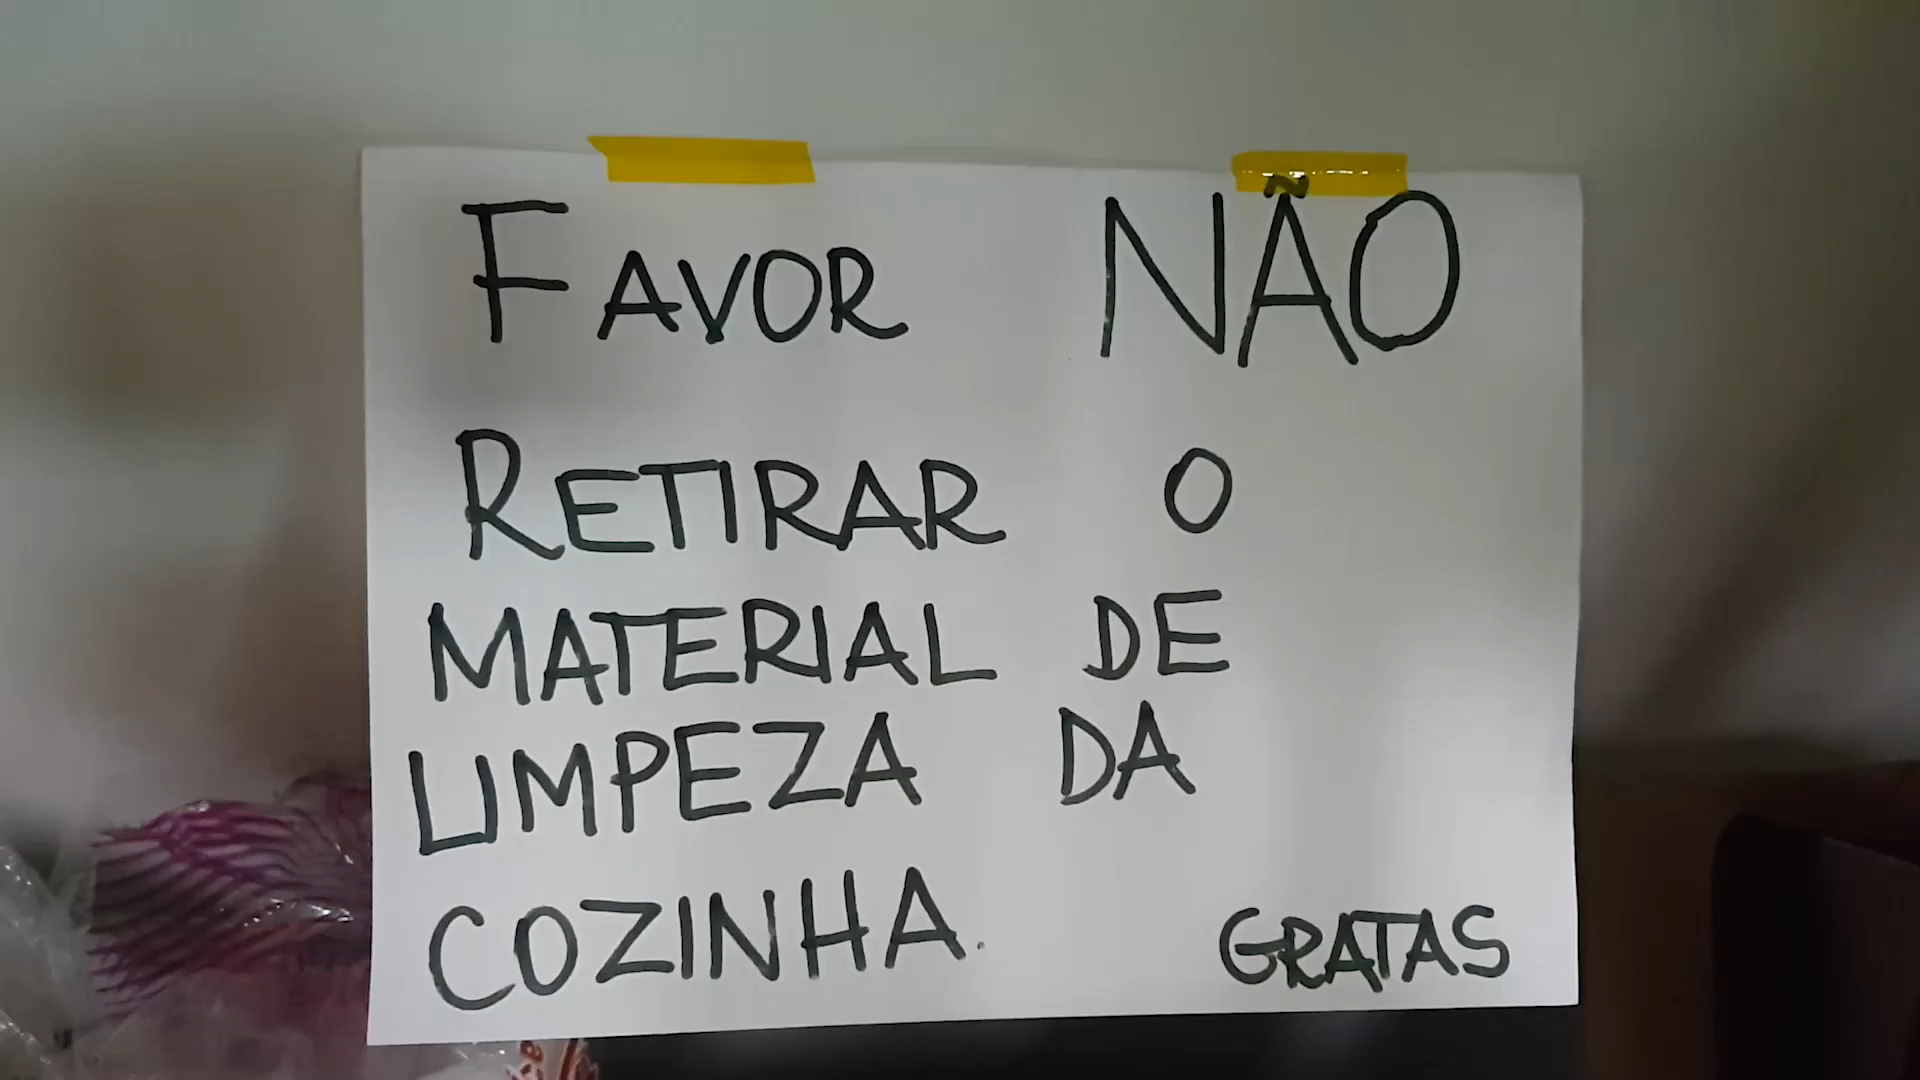 FAVOR NÃO
RETIRAR O
MATERIAL DE
LIMPEZA DA
COZINHA.
GRATAS